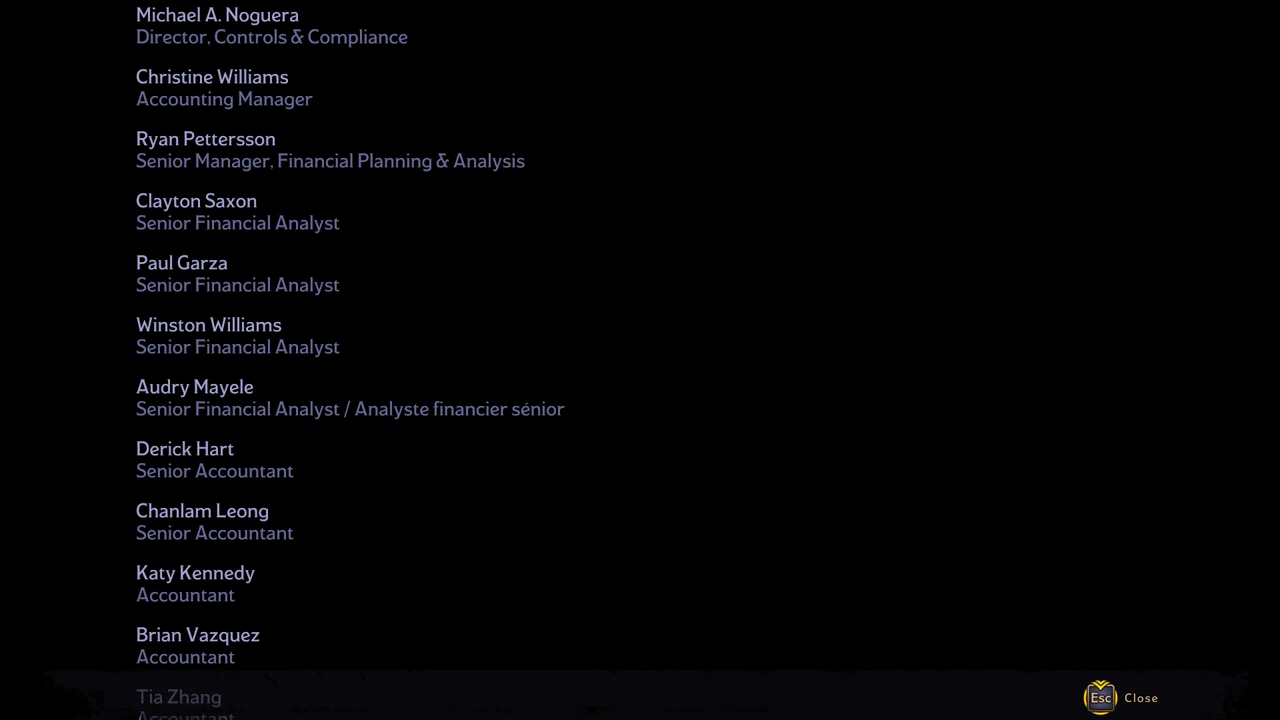 Michael A. Noguera
Director, Controls & Compliance
Christine Williams
Accounting Manager
Ryan Pettersson
Senior Manager, Financial Planning & Analysis
Clayton Saxon
Senior Financial Analyst
Paul Garza
Senior Financial Analyst
Winston Williams
Senior Financial Analyst
Audry Mayele
Senior Financial Analyst / Analyste financier sénior
Derick Hart
Senior Accountant
Chanlam Leong
Senior Accountant
Katy Kennedy
Accountant
Brian Vazquez
Accountant
Tia Zhang
Accountant
Esc Close